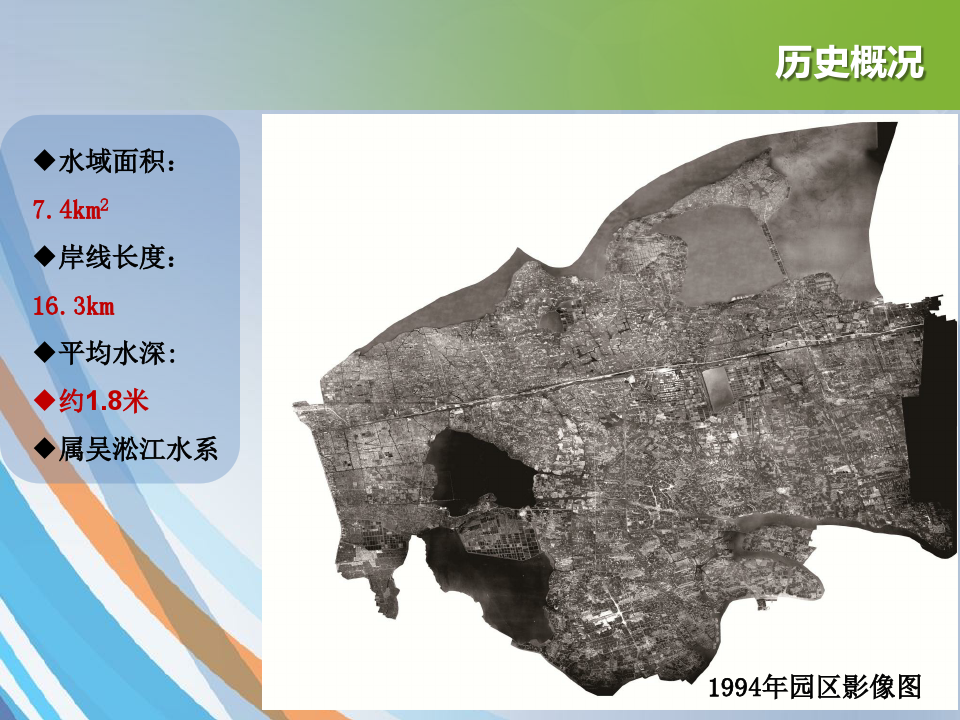 历史概况
◆水域面积：
7.4km²
◆岸线长度：
16.3km
◆平均水深:
◆约1.8米
◆属吴淞江水系
1994年园区影像图